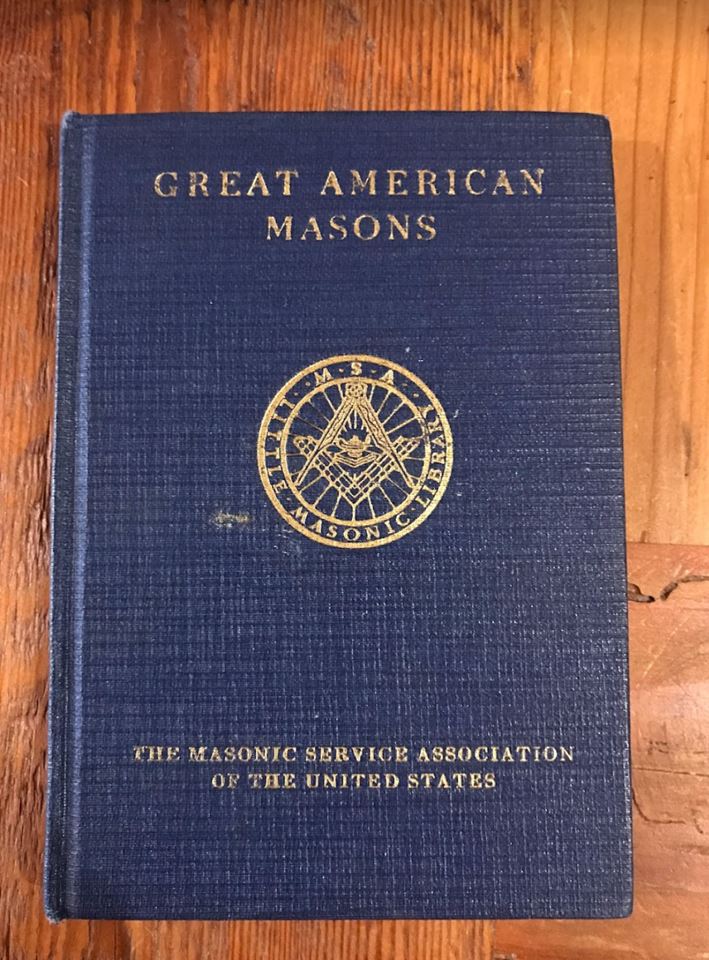 GREAT AMERICAN
MASONS
M·S·A
LITTLE·MASONIC·LIBRARY
THE MASONIC SERVICE ASSOCIATION
OF THE UNITED STATES